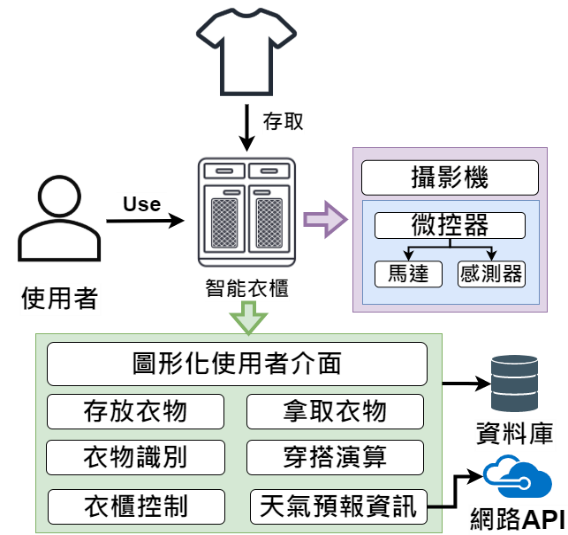 存取
Use
使用者
智能衣櫃
攝影機
微控器
馬達
感測器
圖形化使用者介面
存放衣物
拿取衣物
衣物識別
穿搭演算
衣櫃控制
天氣預報資訊
資料庫
網路API